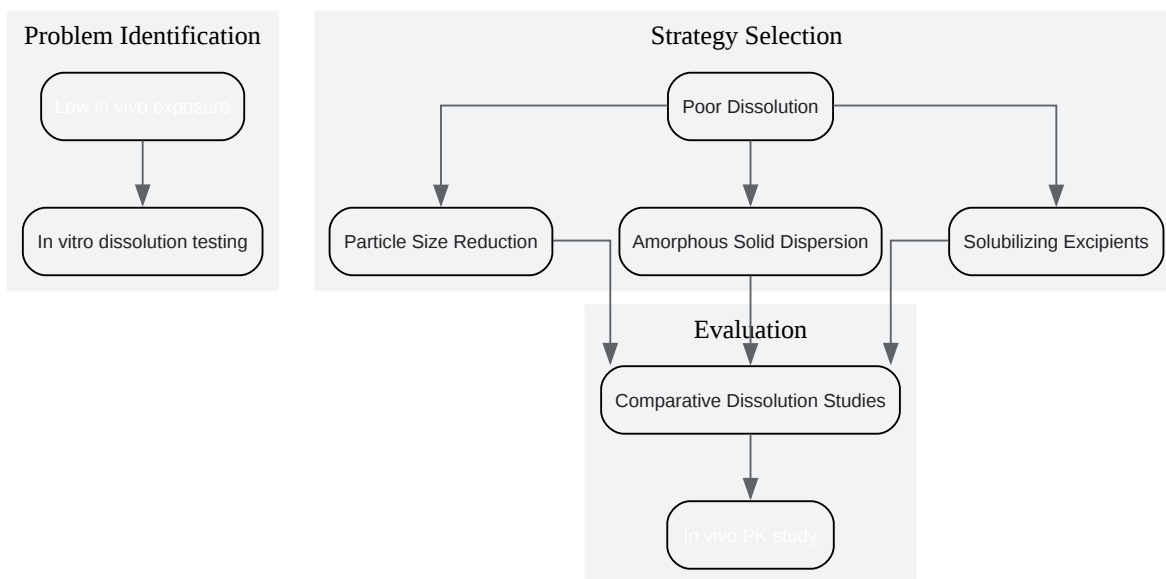 Problem Identification
Low in vivo exposure
In vitro dissolution testing
Strategy Selection
Poor Dissolution
Particle Size Reduction
Amorphous Solid Dispersion
Solubilizing Excipients
Evaluation
Comparative Dissolution Studies
In vivo PK study